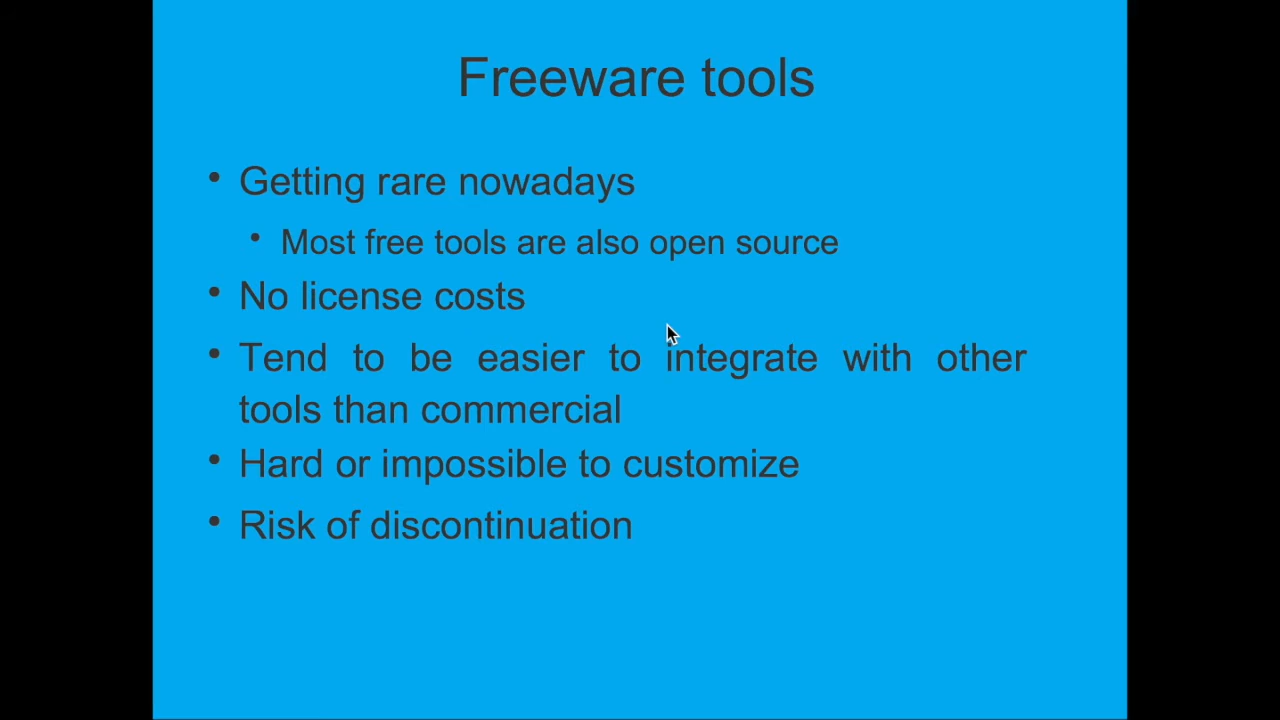 Freeware tools
• Getting rare nowadays
• Most free tools are also open source
• No license costs
• Tend to be easier to integrate with other
tools than commercial
• Hard or impossible to customize
• Risk of discontinuation